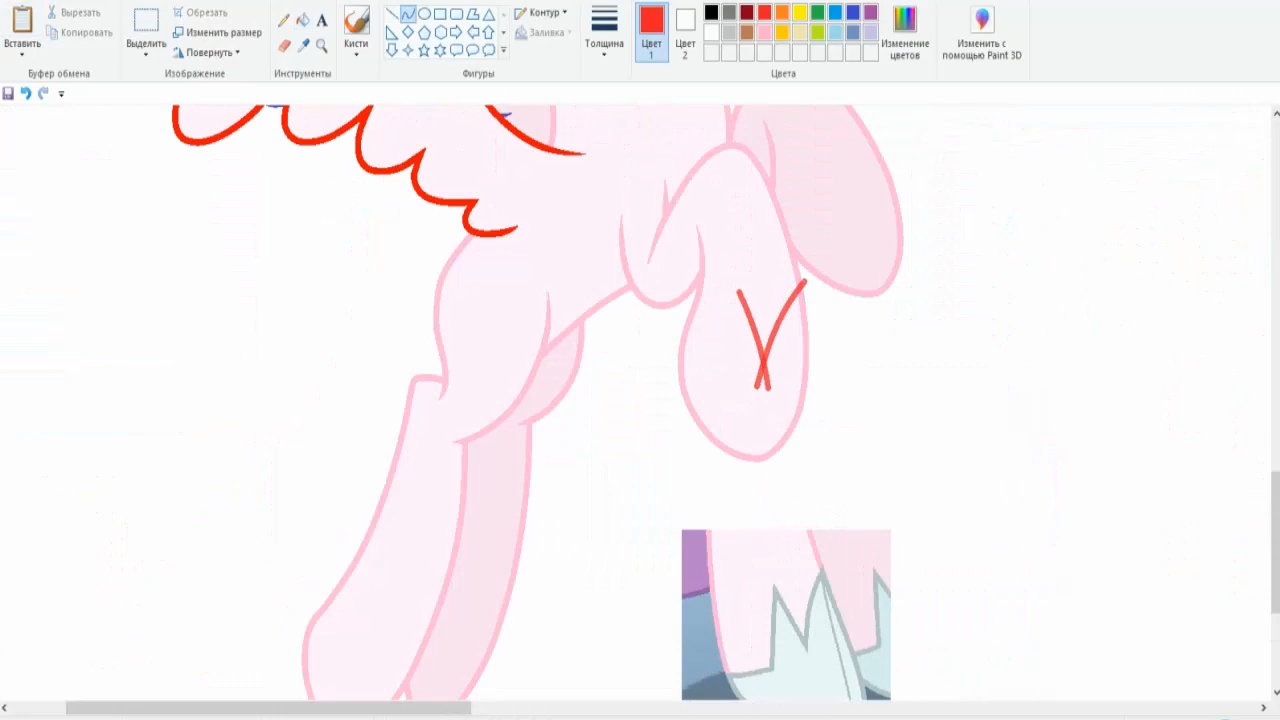 Вставить
Вырезать
Копировать
Буфер обмена
Выделить
Обрезать
Изменить размер
Повернуть
Изображение
A
Инструменты
Кисти
Контур
Заливка
Фигуры
Толщина
Цвет
1
Цвет
2
Изменение
цветов
Цвета
Изменить с
помощью Paint 3D